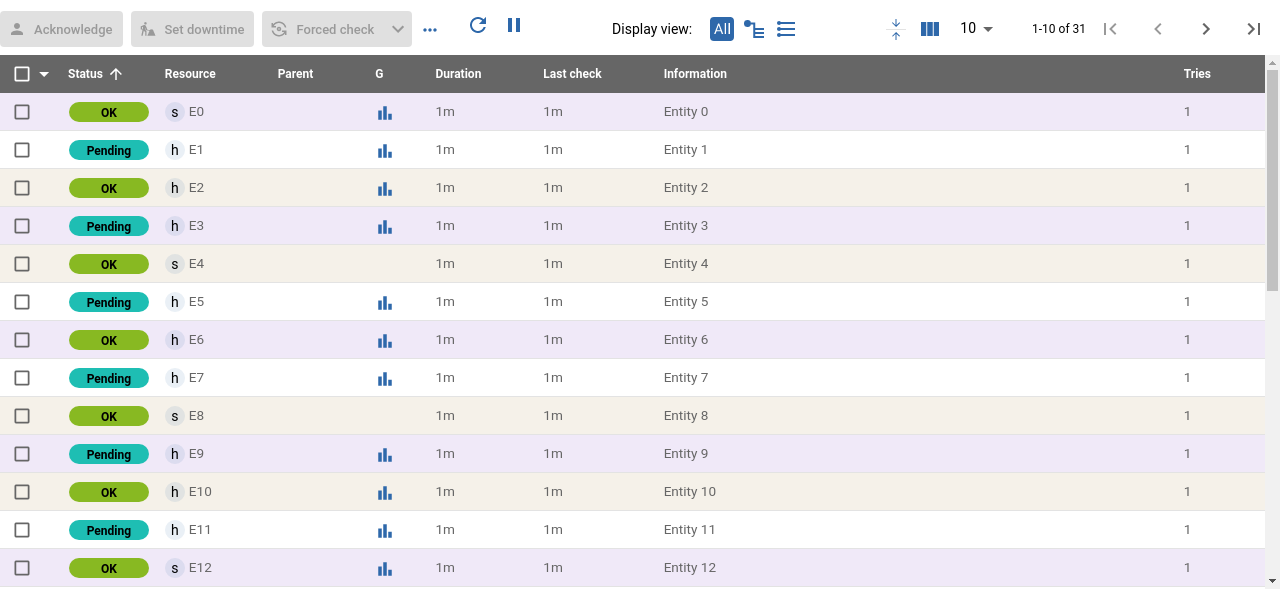 Acknowledge Set downtime Forced check Display view: All 10 1-10 of 31
Status Resource Parent G Duration Last check Information Tries
OK s E0 1m 1m Entity 0 1
Pending h E1 1m 1m Entity 1 1
OK h E2 1m 1m Entity 2 1
Pending h E3 1m 1m Entity 3 1
OK s E4 1m 1m Entity 4 1
Pending h E5 1m 1m Entity 5 1
OK h E6 1m 1m Entity 6 1
Pending h E7 1m 1m Entity 7 1
OK s E8 1m 1m Entity 8 1
Pending h E9 1m 1m Entity 9 1
OK h E10 1m 1m Entity 10 1
Pending h E11 1m 1m Entity 11 1
OK s E12 1m 1m Entity 12 1